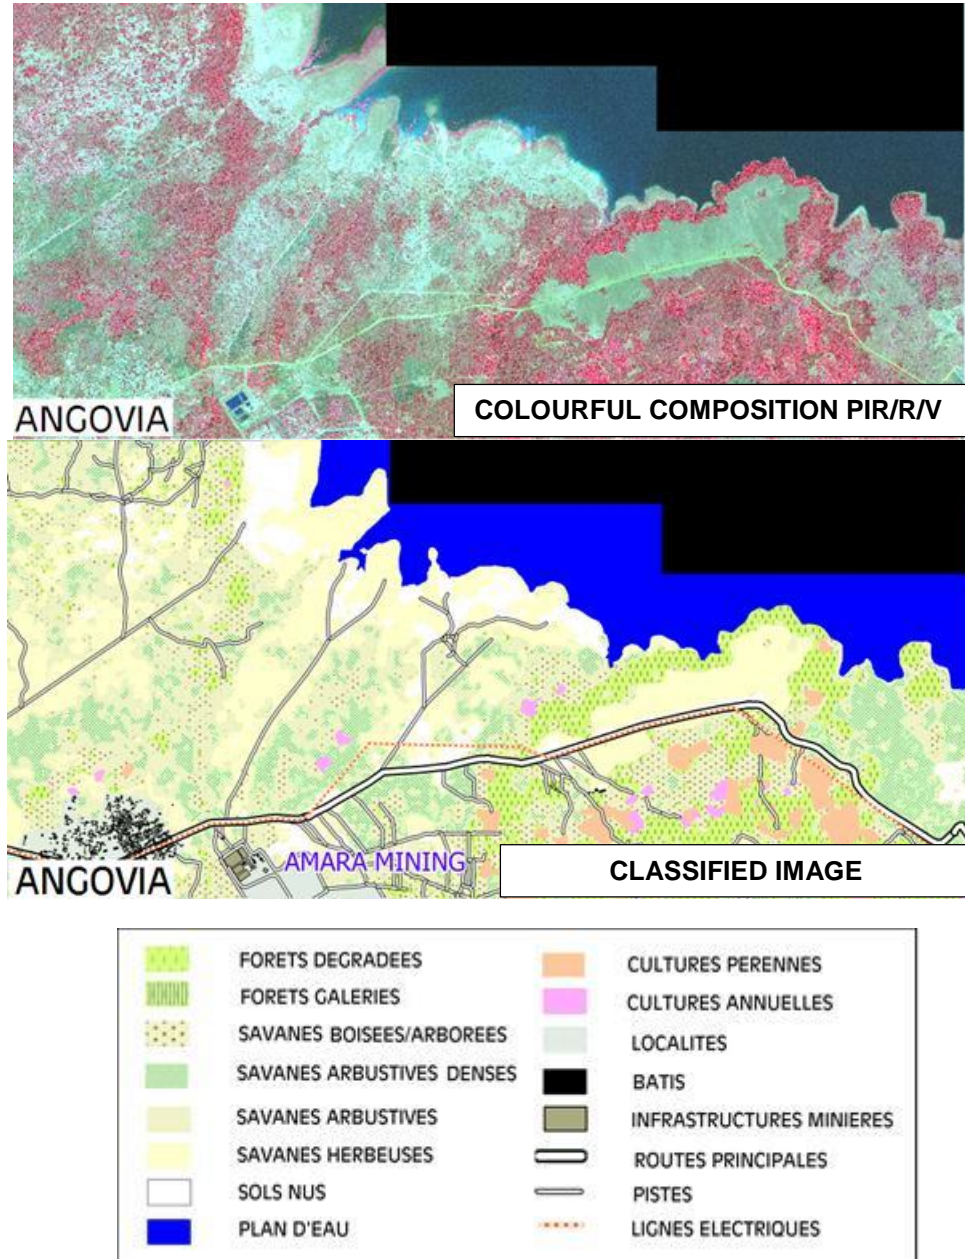 ANGOVIA
COLOURFUL COMPOSITION PIR/R/V
AMARA MINING
ANGOVIA
CLASSIFIED IMAGE
FORETS DEGRADEES
FORETS GALERIES
SAVANES BOISEES/ARBOREES
SAVANES ARBUSTIVES DENSES
SAVANES ARBUSTIVES
SAVANES HERBEUSES
SOLS NUS
PLAN D'EAU
CULTURES PERENNES
CULTURES ANNUELLES
LOCALITES
BATIS
INFRASTRUCTURES MINIERES
ROUTES PRINCIPALES
PISTES
LIGNES ELECTRIQUES